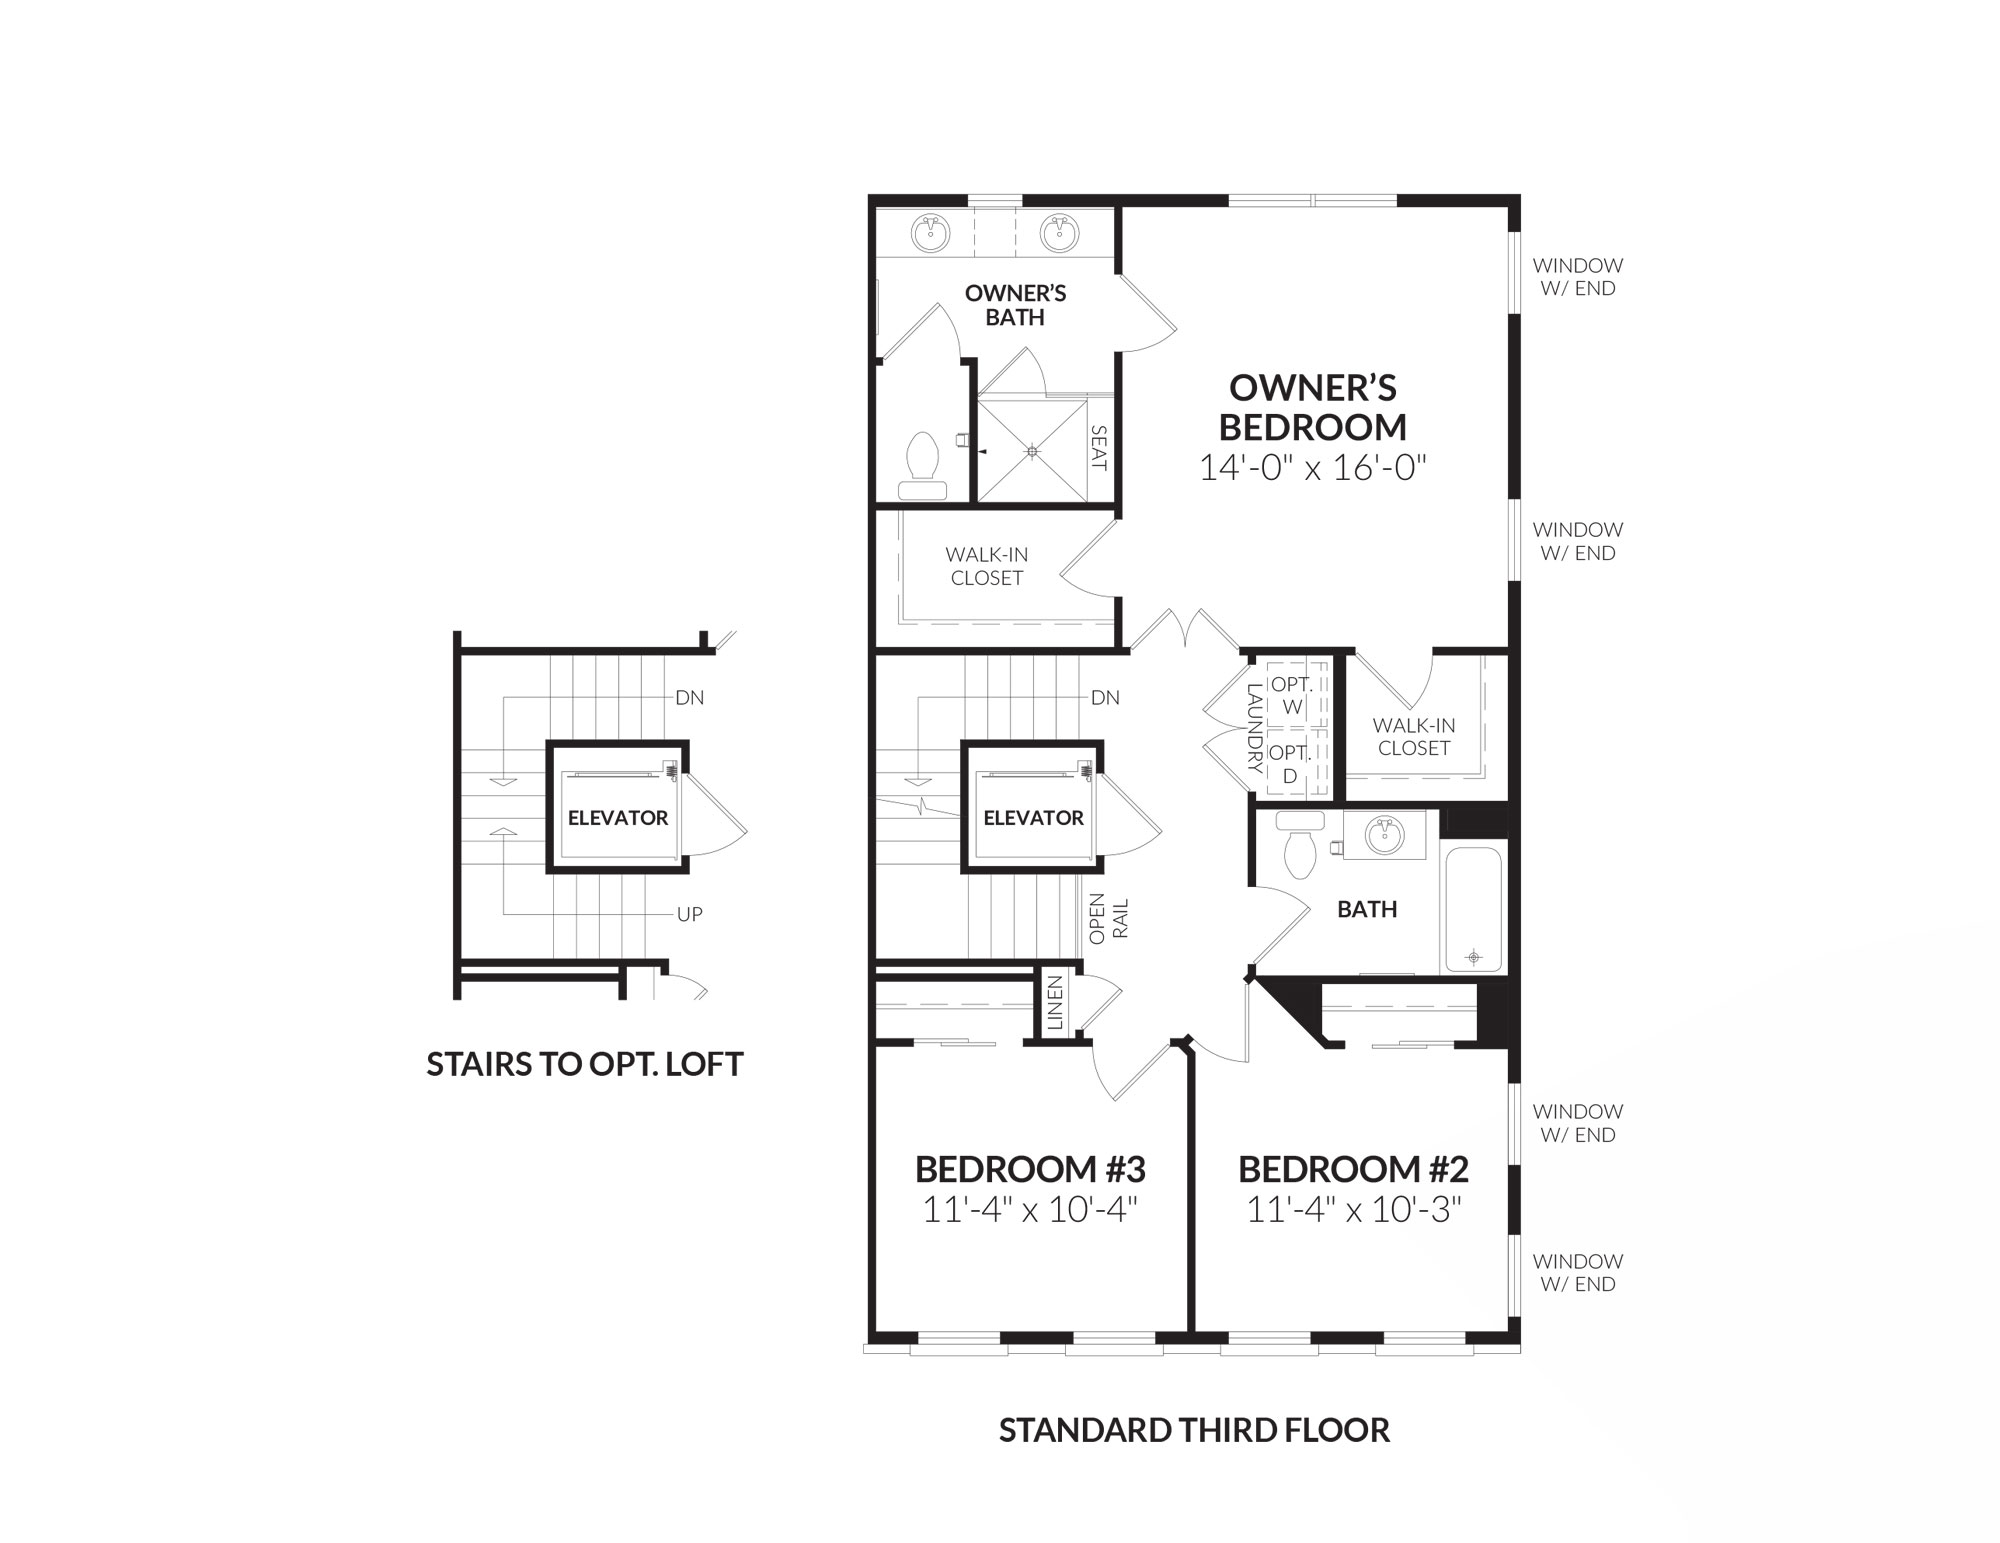 OWNER’S
BATH
WINDOW
W/ END
OWNER’S
BEDROOM
14'-0" x 16'-0"
SEAT
WINDOW
W/ END
WALK-IN
CLOSET
DN
ELEVATOR
UP
STAIRS TO OPT. LOFT
DN
ELEVATOR
OPEN
RAIL
LAUNDRY
OPT.
W
OPT.
D
WALK-IN
CLOSET
BATH
LINEN
WINDOW
W/ END
BEDROOM #3
11'-4" x 10'-4"
BEDROOM #2
11'-4" x 10'-3"
WINDOW
W/ END
STANDARD THIRD FLOOR